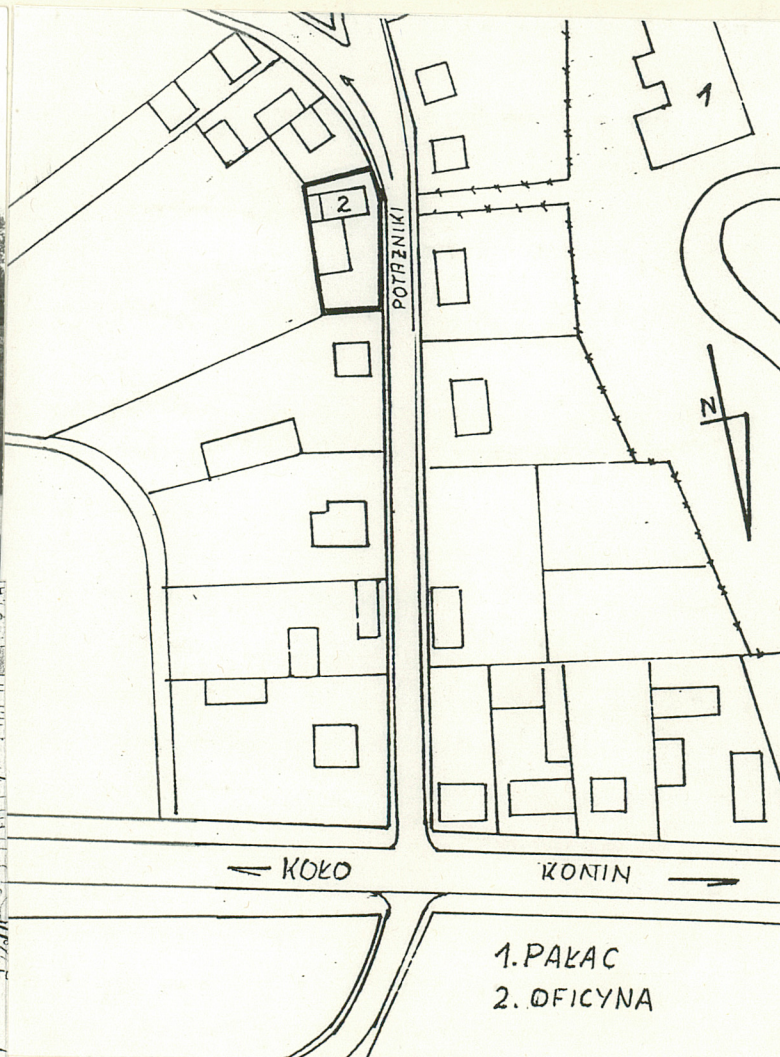 1
2
POTAŻNIKI
N
KOŁO
KONIN
1. PAŁAC
2. OFICYNA